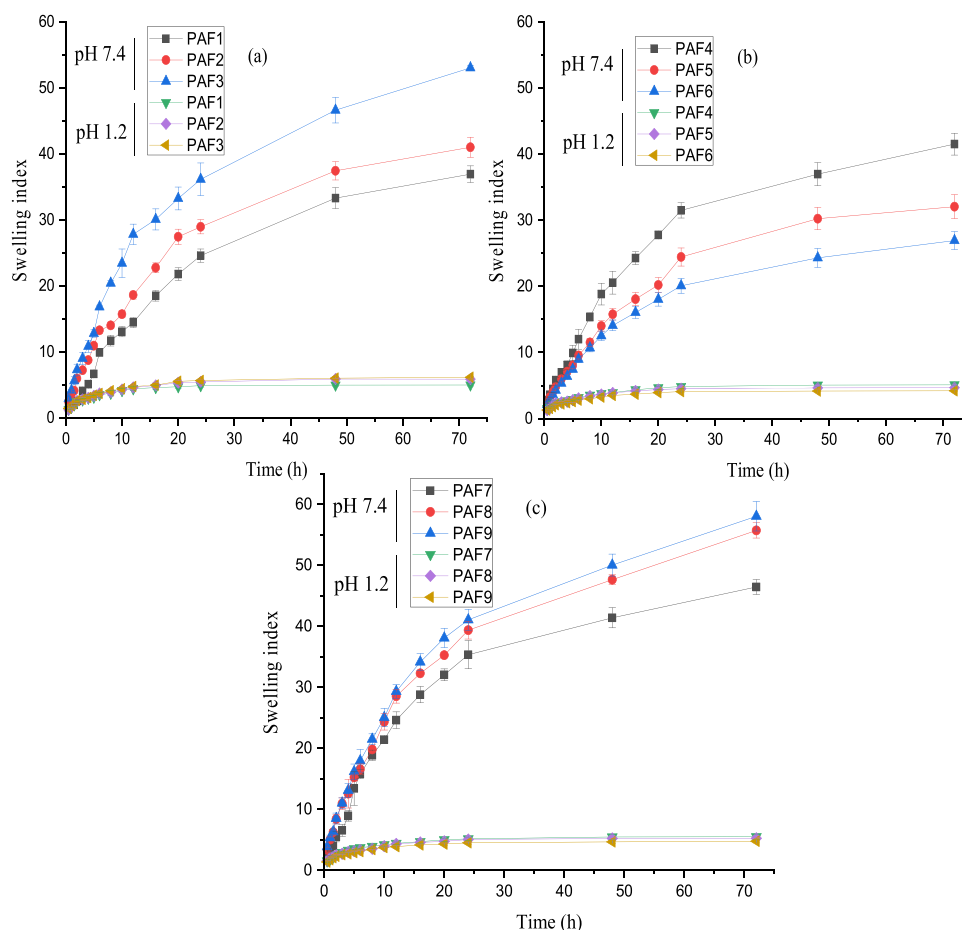 60
50
40
30
20
10
0
Swelling index
pH 7.4
pH 1.2
PAF1
PAF2
PAF3
PAF1
PAF2
PAF3
(a)
0 10 20 30 40 50 60 70
Time (h)
60
50
40
30
20
10
0
Swelling index
pH 7.4
pH 1.2
PAF4
PAF5
PAF6
PAF4
PAF5
PAF6
(b)
0 10 20 30 40 50 60 70
Time (h)
60
50
40
30
20
10
0
Swelling index
pH 7.4
pH 1.2
PAF7
PAF8
PAF9
PAF7
PAF8
PAF9
(c)
0 10 20 30 40 50 60 70
Time (h)